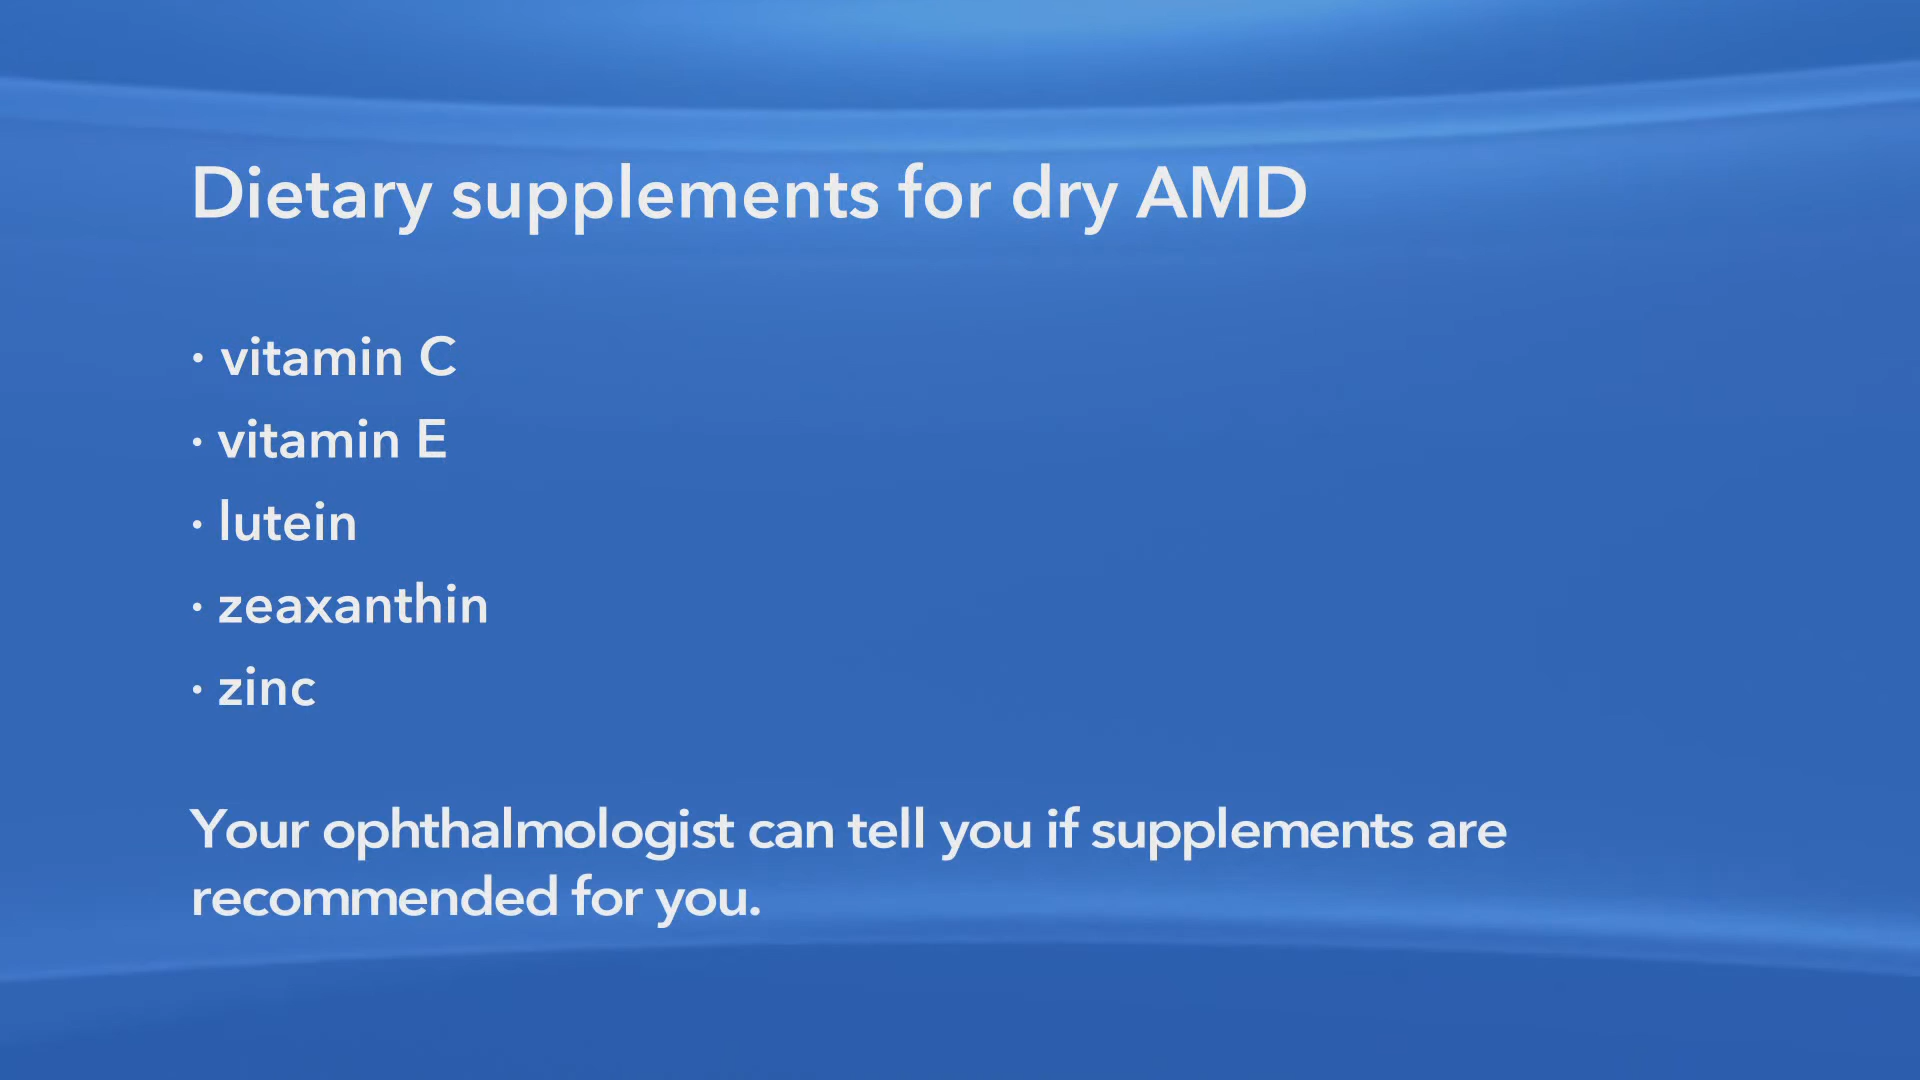 Dietary supplements for dry AMD
· vitamin C
· vitamin E
· lutein
· zeaxanthin
· zinc
Your ophthalmologist can tell you if supplements are
recommended for you.